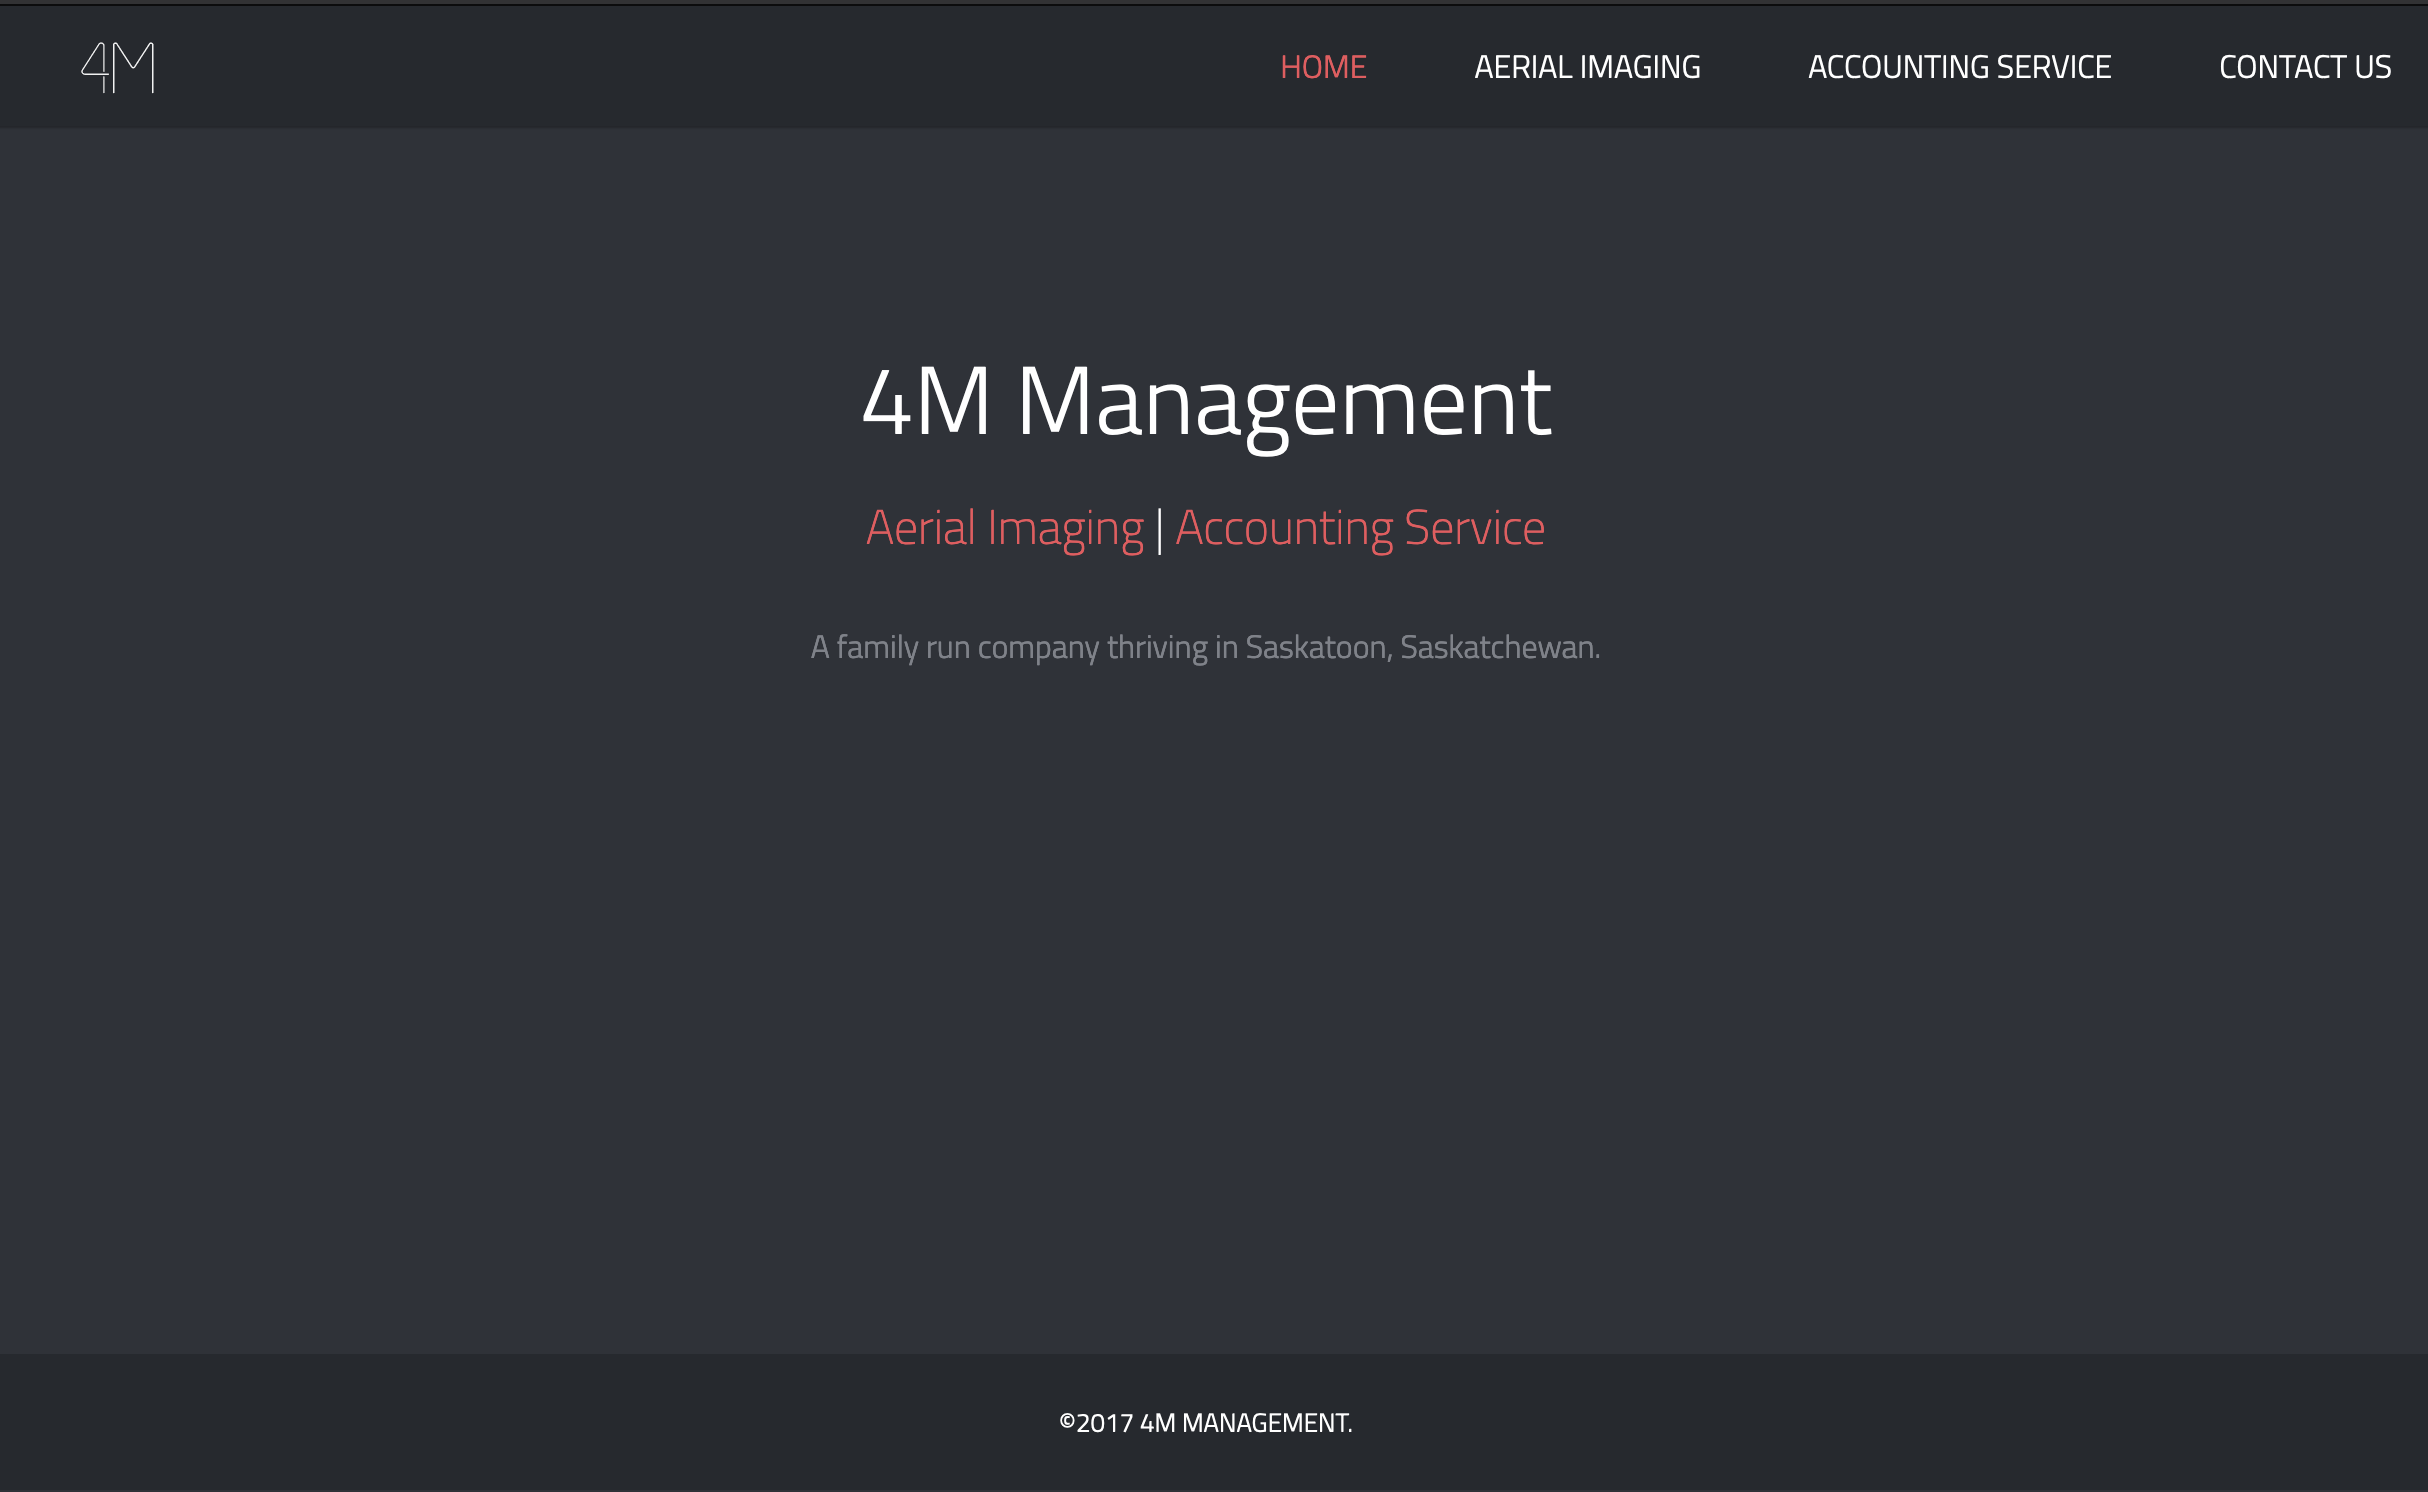 4M
HOME AERIAL IMAGING ACCOUNTING SERVICE CONTACT US
4M Management
Aerial Imaging | Accounting Service
A family run company thriving in Saskatoon, Saskatchewan.
©2017 4M MANAGEMENT.